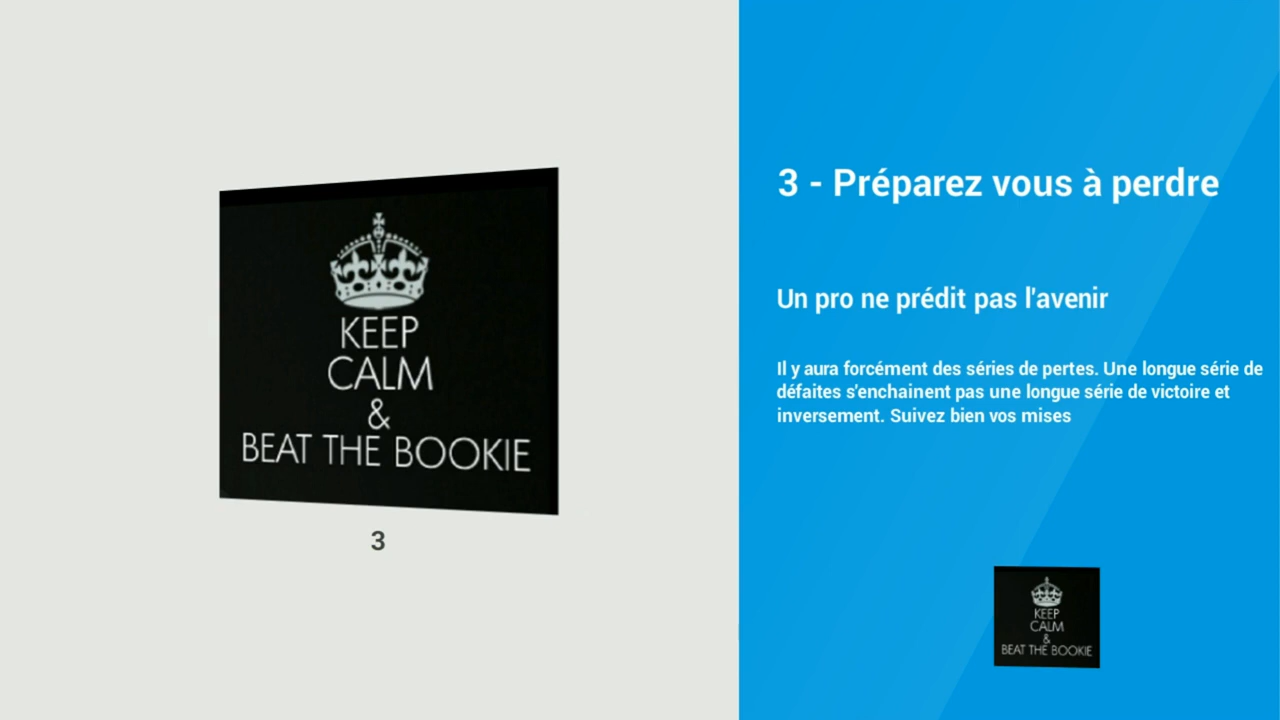 KEEP
CALM
&
BEAT THE BOOKIE
3
3 - Préparez vous à perdre
Un pro ne prédit pas l'avenir
Il y aura forcément des séries de pertes. Une longue série de
défaites s'enchainent pas une longue série de victoire et
inversement. Suivez bien vos mises
KEEP
CALM
&
BEAT THE BOOKIE